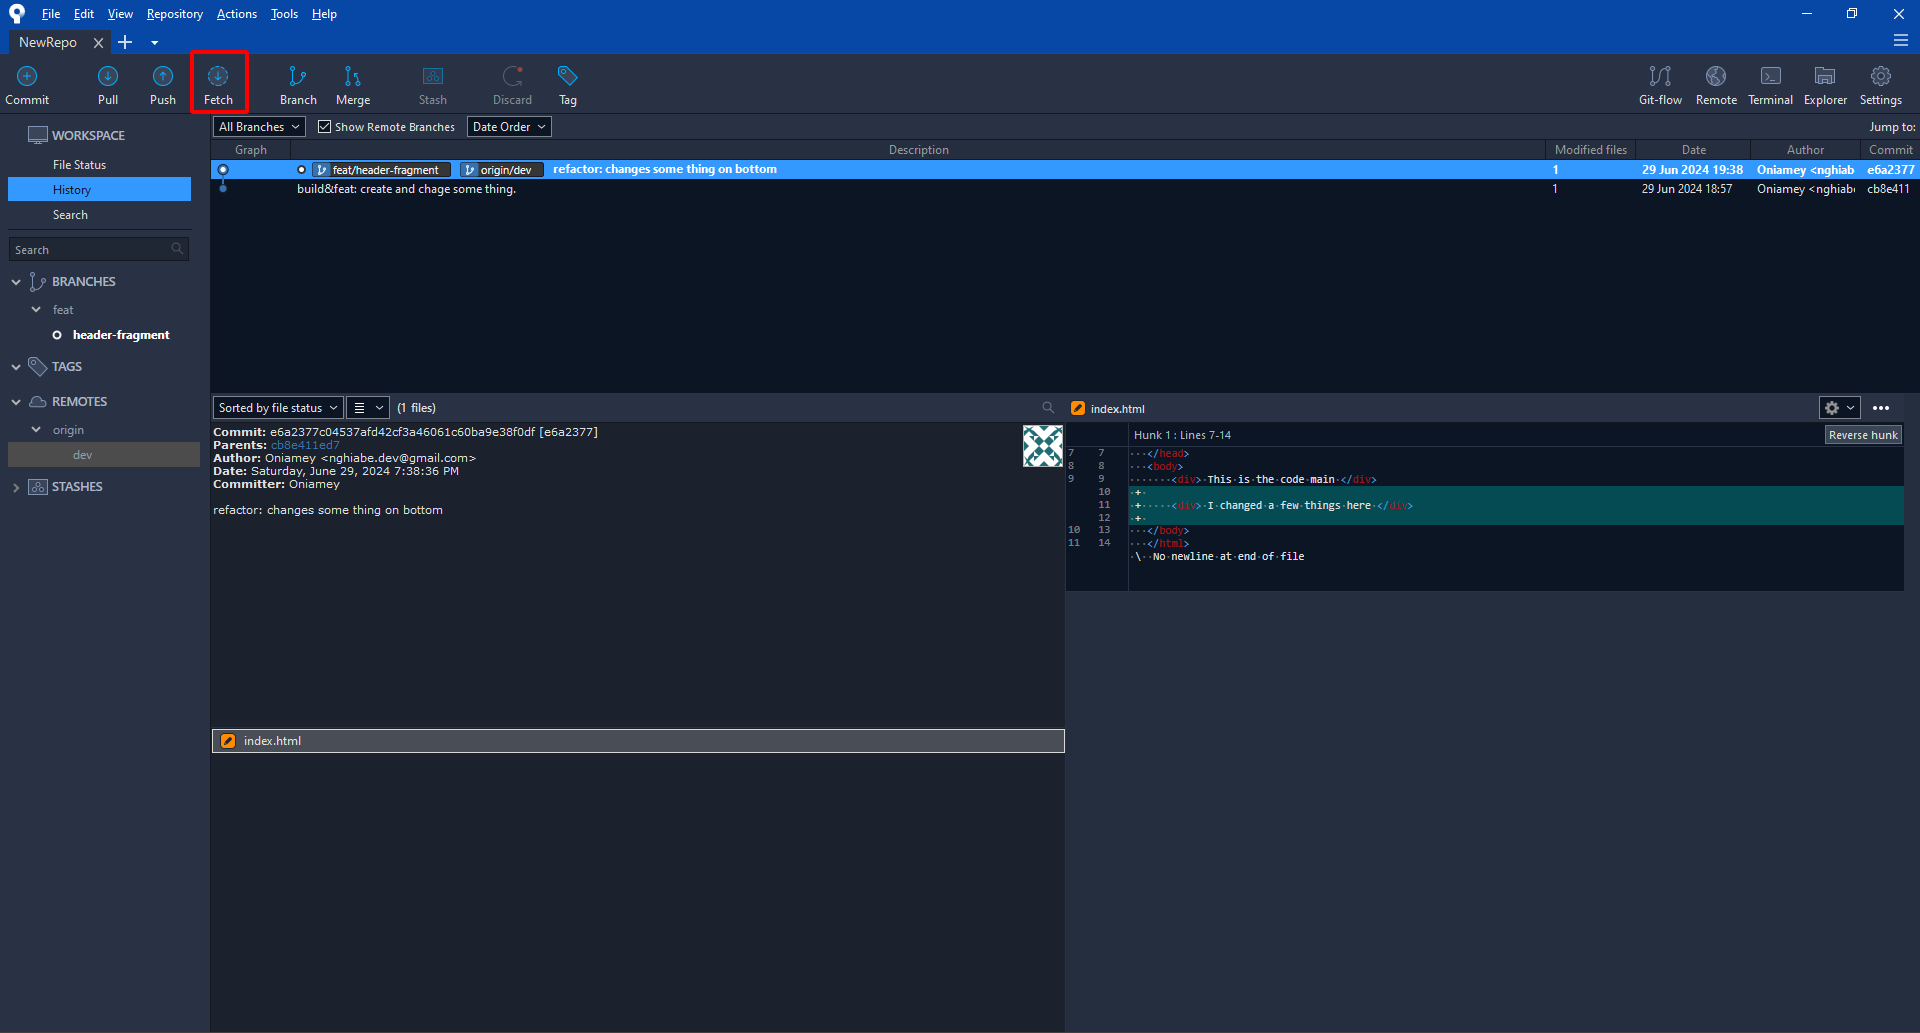 File Edit View Repository Actions Tools Help
NewRepo
Commit Pull Push Fetch Branch Merge Stash Discard Tag Git-flow Remote Terminal Explorer Settings
WORKSPACE
File Status
History
Search
Search
BRANCHES
feat
header-fragment
TAGS
REMOTES
origin
dev
STASHES
All Branches Show Remote Branches Date Order Jump to:
Graph Description Modified files Date Author Commit
feat/header-fragment origin/dev refactor: changes some thing on bottom 1 29 Jun 2024 19:38 Oniamey <nghiab e6a2377
build&feat: create and chage some thing. 1 29 Jun 2024 18:57 Oniamey <nghiabe cb8e411
Sorted by file status (1 files)
Commit: e6a2377c04537afd42cf3a46061c60ba9e38f0df [e6a2377]
Parents: cb8e411ed7
Author: Oniamey <nghiabe.dev@gmail.com>
Date: Saturday, June 29, 2024 7:38:36 PM
Committer: Oniamey
refactor: changes some thing on bottom
index.html
index.html
Hunk 1 : Lines 7-14 Reverse hunk
7 7 ···</head>
8 8 ···<body>
9 9 ·······<div>·This·is·the·code·main·</div>
10 ·+·
11 ·+·····<div>·I·changed·a·few·things·here·</div>
12 ·+·
10 13 ···</body>
11 14 ···</html>
·\··No·newline·at·end·of·file